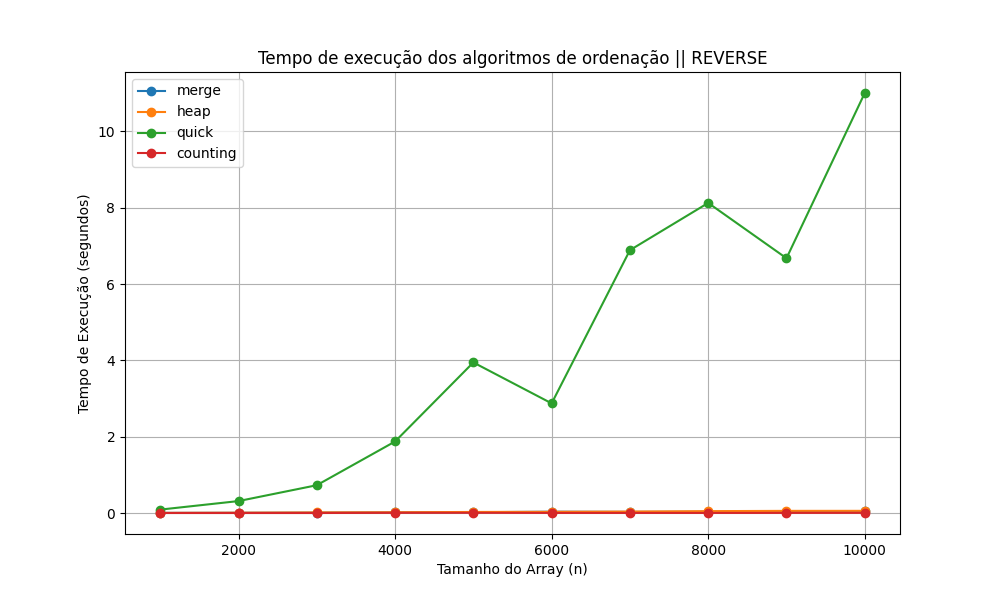 Tempo de execução dos algoritmos de ordenação || REVERSE
merge
heap
quick
counting
Tempo de Execução (segundos)
10
8
6
4
2
0
2000 4000 6000 8000 10000
Tamanho do Array (n)